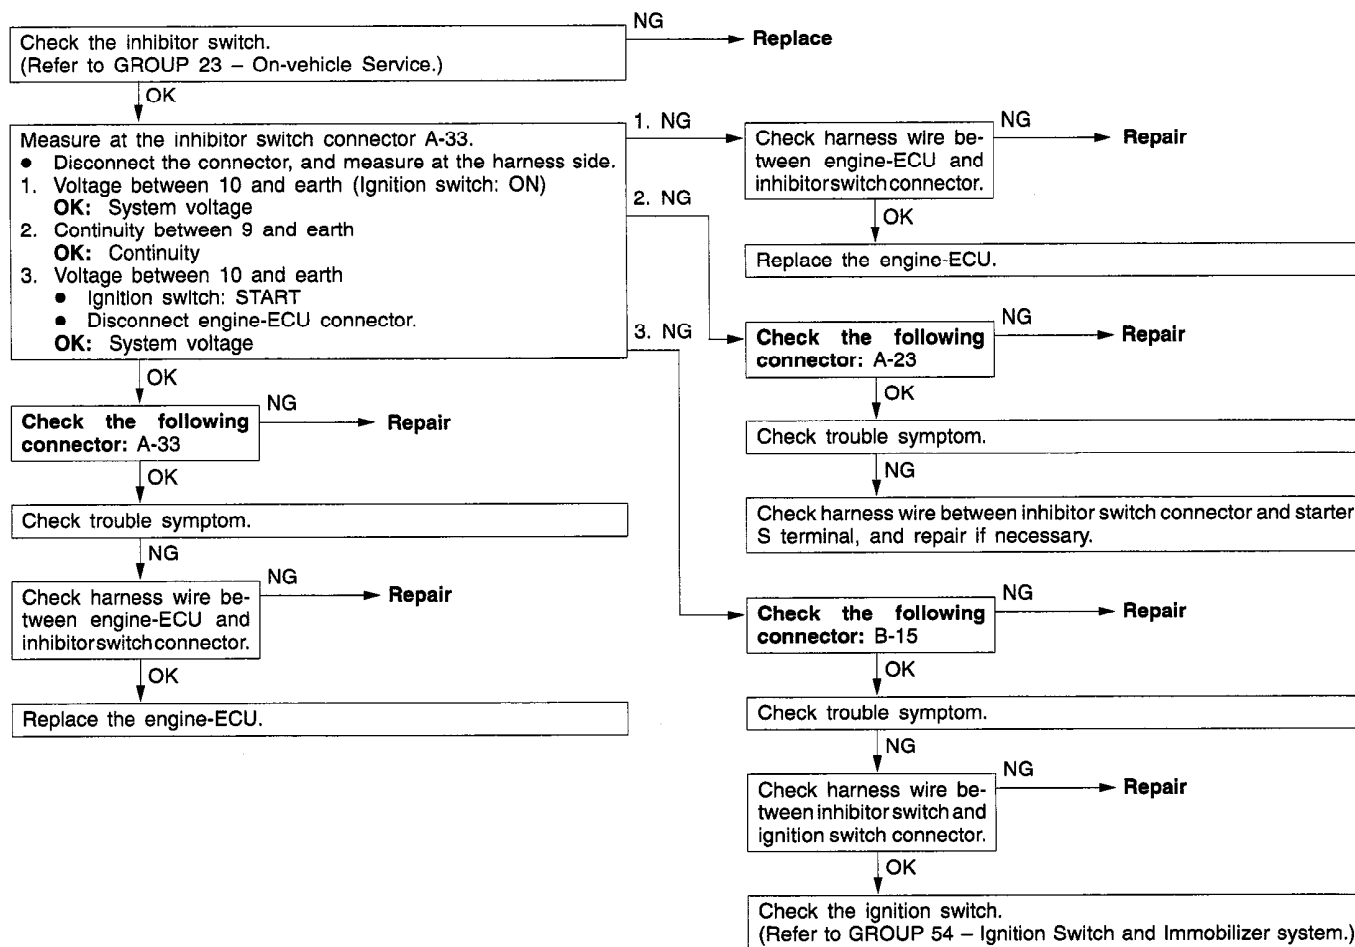 Check the inhibitor switch.
(Refer to GROUP 23 – On-vehicle Service.)
NG
Replace
OK
Measure at the inhibitor switch connector A-33.
● Disconnect the connector, and measure at the harness side.
1. Voltage between 10 and earth (Ignition switch: ON)
OK: System voltage
2. Continuity between 9 and earth
OK: Continuity
3. Voltage between 10 and earth
● Ignition switch: START
● Disconnect engine-ECU connector.
OK: System voltage
OK
Check the following
connector: A-33
NG
Repair
OK
Check trouble symptom.
NG
Check harness wire be-
tween engine-ECU and
inhibitor switch connector.
NG
Repair
OK
Replace the engine-ECU.
1. NG
Check harness wire be-
tween engine-ECU and
inhibitor switch connector.
NG
Repair
OK
Replace the engine-ECU.
2. NG
Check the following
connector: A-23
NG
Repair
OK
Check trouble symptom.
NG
Check harness wire between inhibitor switch connector and starter
S terminal, and repair if necessary.
3. NG
Check the following
connector: B-15
NG
Repair
OK
Check trouble symptom.
NG
Check harness wire be-
tween inhibitor switch and
ignition switch connector.
NG
Repair
OK
Check the ignition switch.
(Refer to GROUP 54 – Ignition Switch and Immobilizer system.)